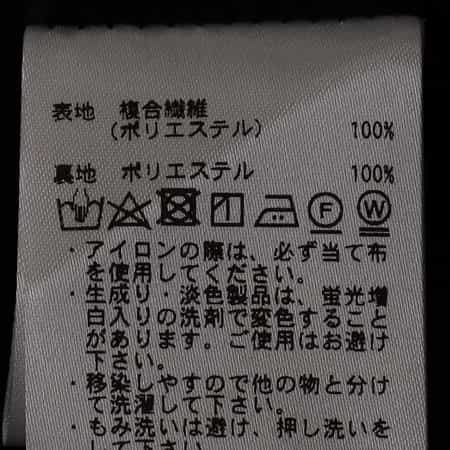 表地 複合繊維
(ポリエステル) 100%
裏地 ポリエステル 100%
F W
・アイロンの際は、必ず当て布
を使用してください。
・生成り・淡色製品は、蛍光増
白入りの洗剤で変色すること
があります。ご使用はお避け
下さい。
・移染しやすので他の物と分け
て洗濯して下さい。
・もみ洗いは避け、押し洗いを
して下さい